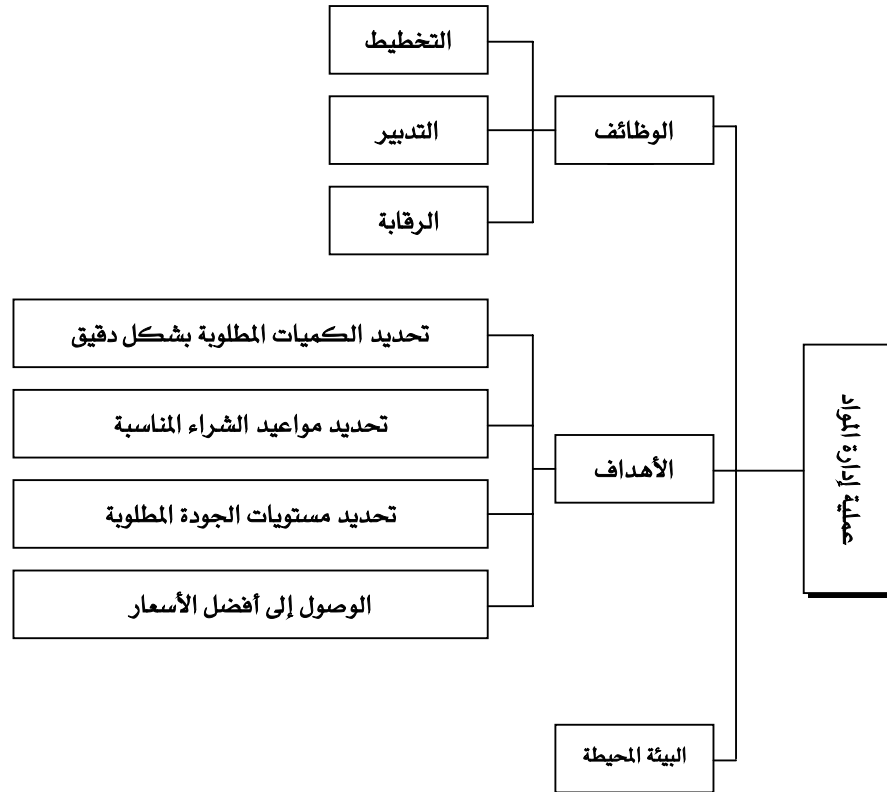 عملية إدارة المواد
الوظائف
التخطيط
التدبير
الرقابة
الأهداف
تحديد الكميات المطلوبة بشكل دقيق
تحديد مواعيد الشراء المناسبة
تحديد مستويات الجودة المطلوبة
الوصول إلى أفضل الأسعار
البيئة المحيطة